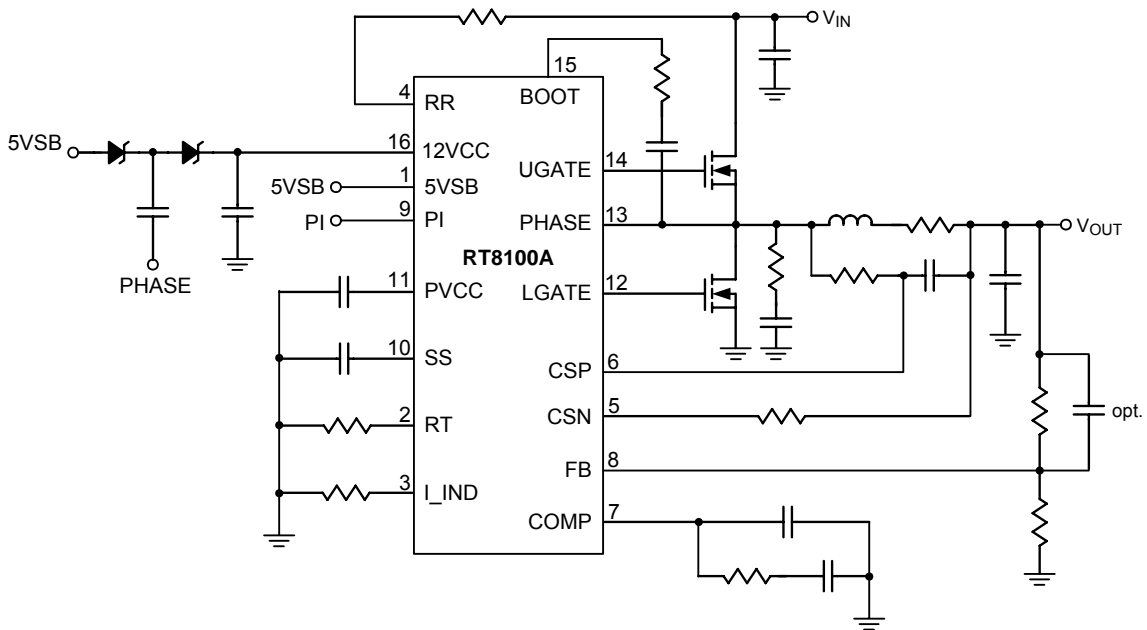 V_IN
15
BOOT
4
RR
5VSB
16
12VCC
14
UGATE
5VSB
1
5VSB
PI
9
PI
13
PHASE
V_OUT
RT8100A
PHASE
11
PVCC
12
LGATE
10
SS
6
CSP
5
CSN
opt.
2
RT
8
FB
3
I_IND
7
COMP